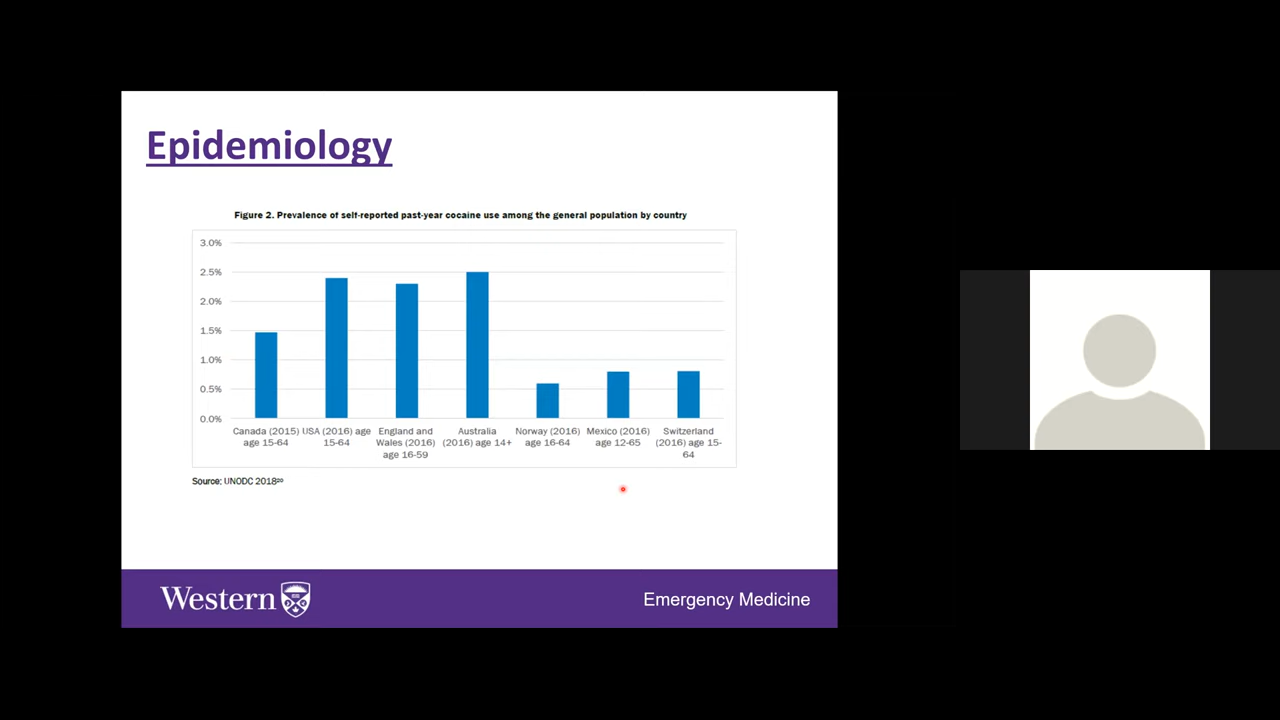 Epidemiology
Figure 2. Prevalence of self-reported past-year cocaine use among the general population by country
3.0%
2.5%
2.0%
1.5%
1.0%
0.5%
0.0%
Canada (2015)
age 15-64
USA (2016) age
15-64
England and
Wales (2016)
age 16-59
Australia
(2016) age 14+
Norway (2016)
age 16-64
Mexico (2016)
age 12-65
Switzerland
(2016) age 15-
64
Source: UNODC 2018²⁰
Western
Emergency Medicine